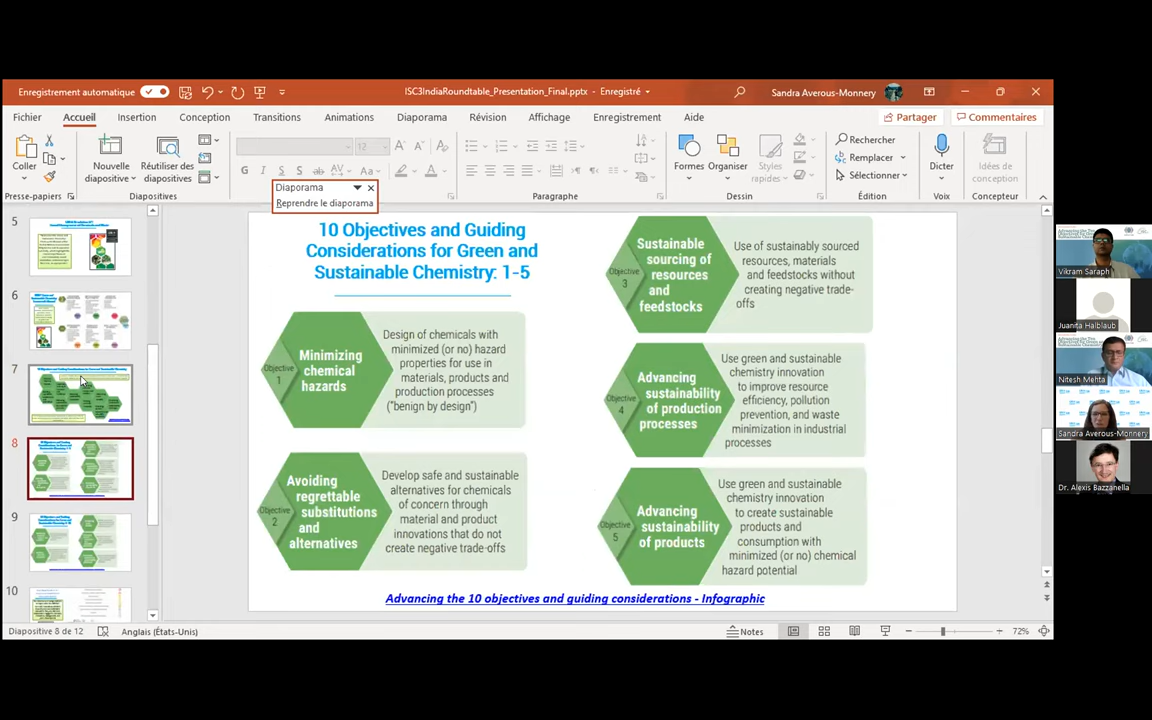 Enregistrement automatique
ISC3IndiaRoundtable_Presentation_Final.pptx - Enregistré
Sandra Averous-Monnery
Fichier Accueil Insertion Conception Transitions Animations Diaporama Révision Affichage Enregistrement Aide Partager Commentaires
Coller
Nouvelle
diapositive
Réutiliser des
diapositives
12
G I S S ab AV Aa
Formes
Organiser
Styles
rapides
Rechercher
Remplacer
Sélectionner
Dicter
Idées de
conception
Presse-papiers
Diapositives
Paragraphe
Dessin
Édition
Voix
Concepteur
Diaporama
Reprendre le diaporama
5
6
7
8
9
10
10 Objectives and Guiding
Considerations for Green and
Sustainable Chemistry: 1-5
Objective
1
Minimizing
chemical
hazards
Design of chemicals with
minimized (or no) hazard
properties for use in
materials, products and
production processes
("benign by design")
Objective
2
Avoiding
regrettable
substitutions
and
alternatives
Develop safe and sustainable
alternatives for chemicals
of concern through
material and product
innovations that do not
create negative trade-offs
Objective
3
Sustainable
sourcing of
resources
and
feedstocks
Use of sustainably sourced
resources, materials
and feedstocks without
creating negative trade-
offs
Objective
4
Advancing
sustainability
of production
processes
Use green and sustainable
chemistry innovation
to improve resource
efficiency, pollution
prevention, and waste
minimization in industrial
processes
Objective
5
Advancing
sustainability
of products
Use green and sustainable
chemistry innovation
to create sustainable
products and
consumption with
minimized (or no) chemical
hazard potential
Advancing the 10 objectives and guiding considerations - Infographic
Diapositive 8 de 12
Anglais (États-Unis)
Notes
72%
Vikram Saraph
Juanita Halblaub
Nitesh Mehta
Sandra Averous-Monnery
Dr. Alexis Bazzanella